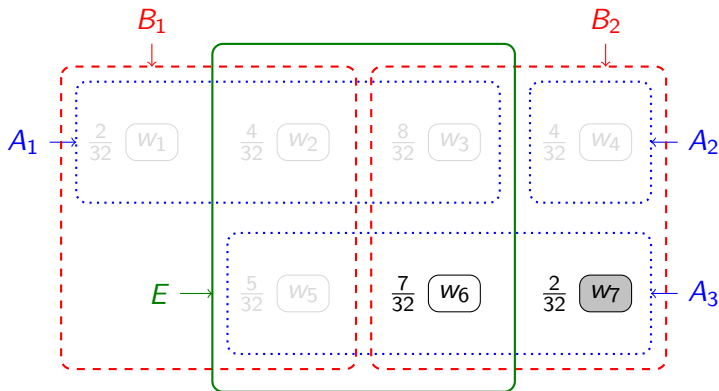 B₁ B₂
A₁ 2/32 w₁ 4/32 w₂ 8/32 w₃ 4/32 w₄ A₂
E 5/32 w₅ 7/32 w₆ 2/32 w₇ A₃